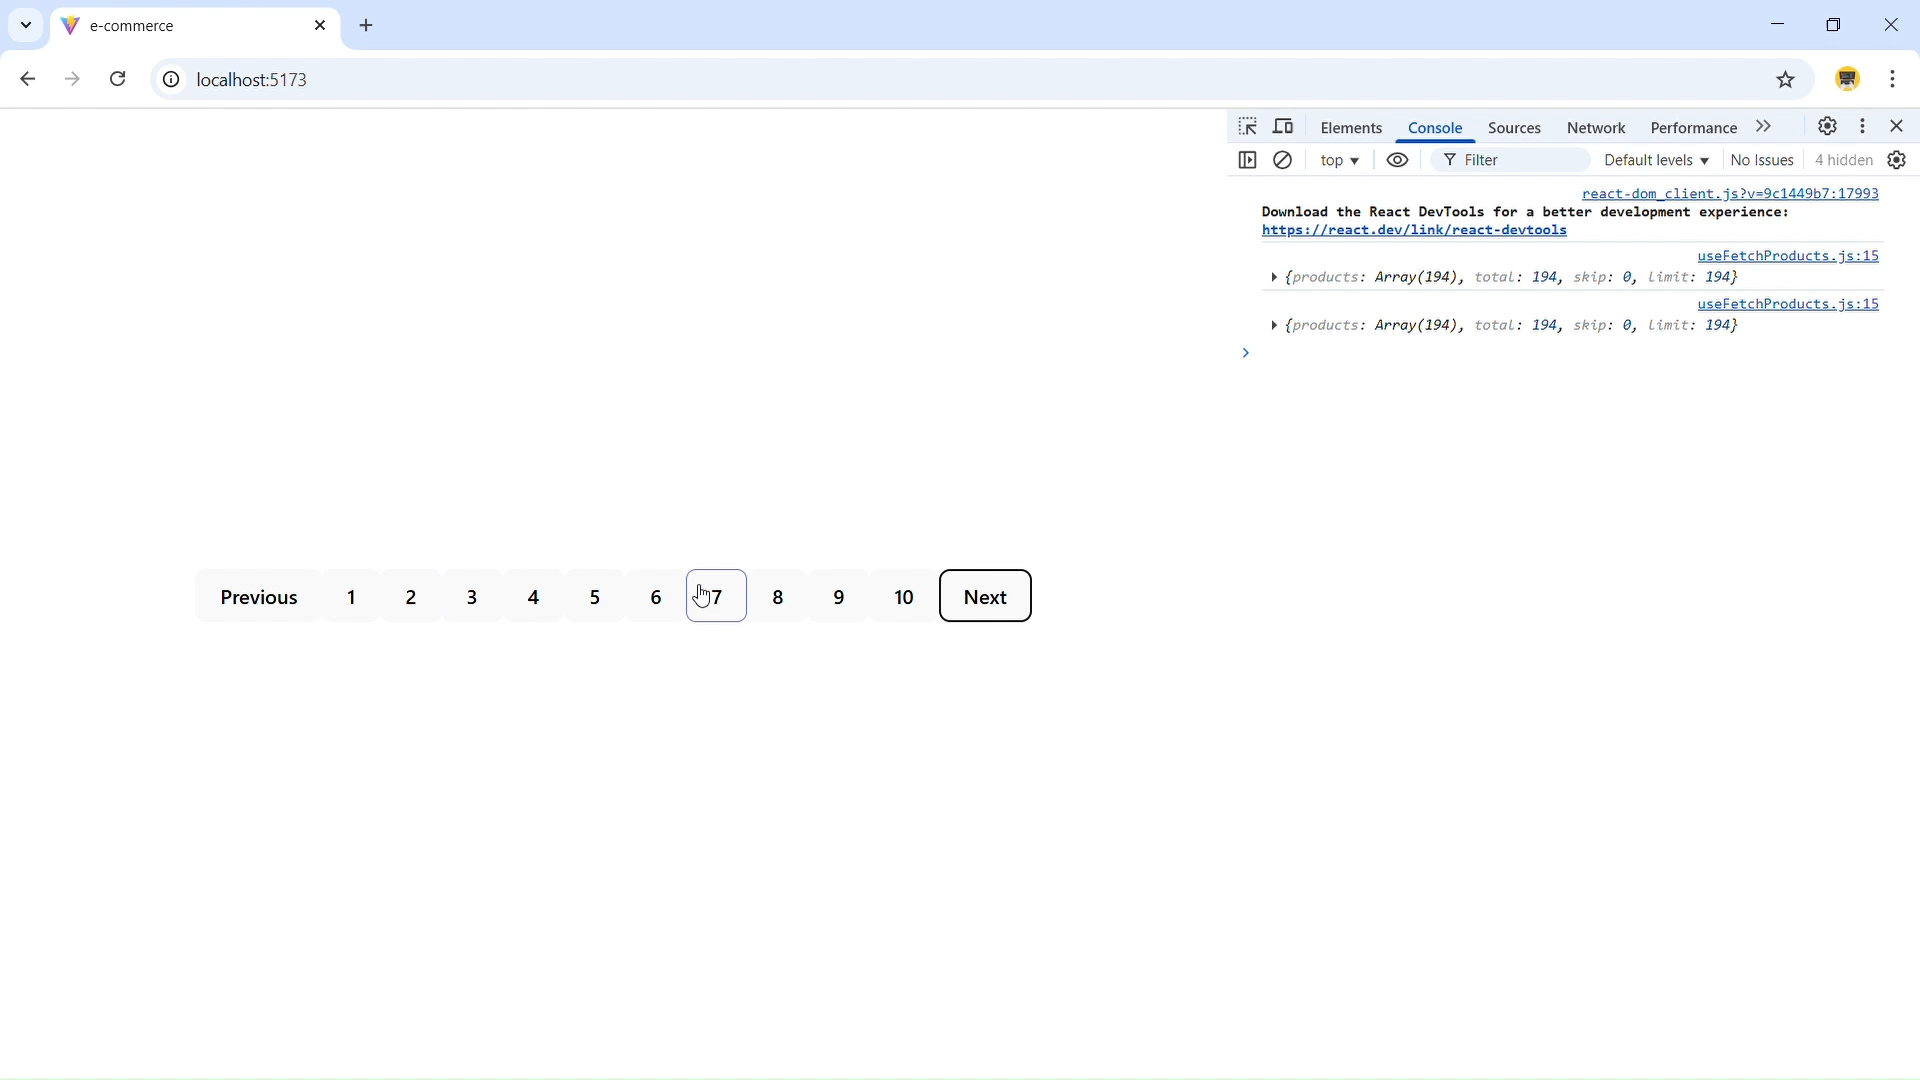 e-commerce
localhost:5173
Elements Console Sources Network Performance
top Filter Default levels No Issues 4 hidden
react-dom_client.js?v=9c1449b7:17993
Download the React DevTools for a better development experience:
https://react.dev/link/react-devtools
useFetchProducts.js:15
{products: Array(194), total: 194, skip: 0, limit: 194}
useFetchProducts.js:15
{products: Array(194), total: 194, skip: 0, limit: 194}
Previous 1 2 3 4 5 6 7 8 9 10 Next